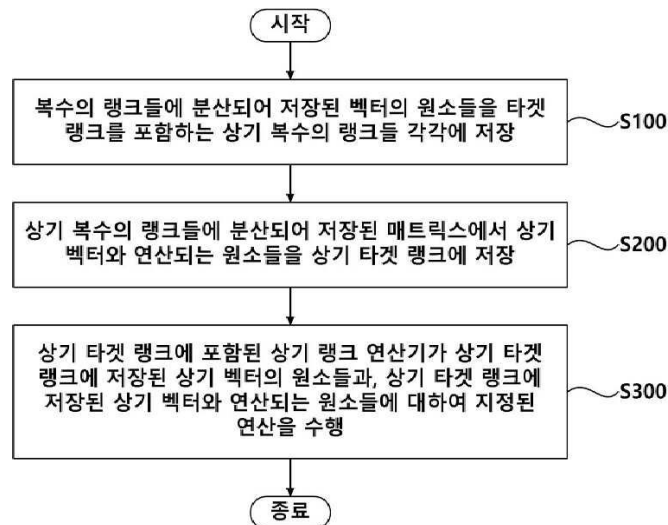 시작
복수의 랭크들에 분산되어 저장된 벡터의 원소들을 타겟
랭크를 포함하는 상기 복수의 랭크들 각각에 저장
S100
상기 복수의 랭크들에 분산되어 저장된 매트릭스에서 상기
벡터와 연산되는 원소들을 상기 타겟 랭크에 저장
S200
상기 타겟 랭크에 포함된 상기 랭크 연산기가 상기 타겟
랭크에 저장된 상기 벡터의 원소들과, 상기 타겟 랭크에
저장된 상기 벡터와 연산되는 원소들에 대하여 지정된
연산을 수행
S300
종료